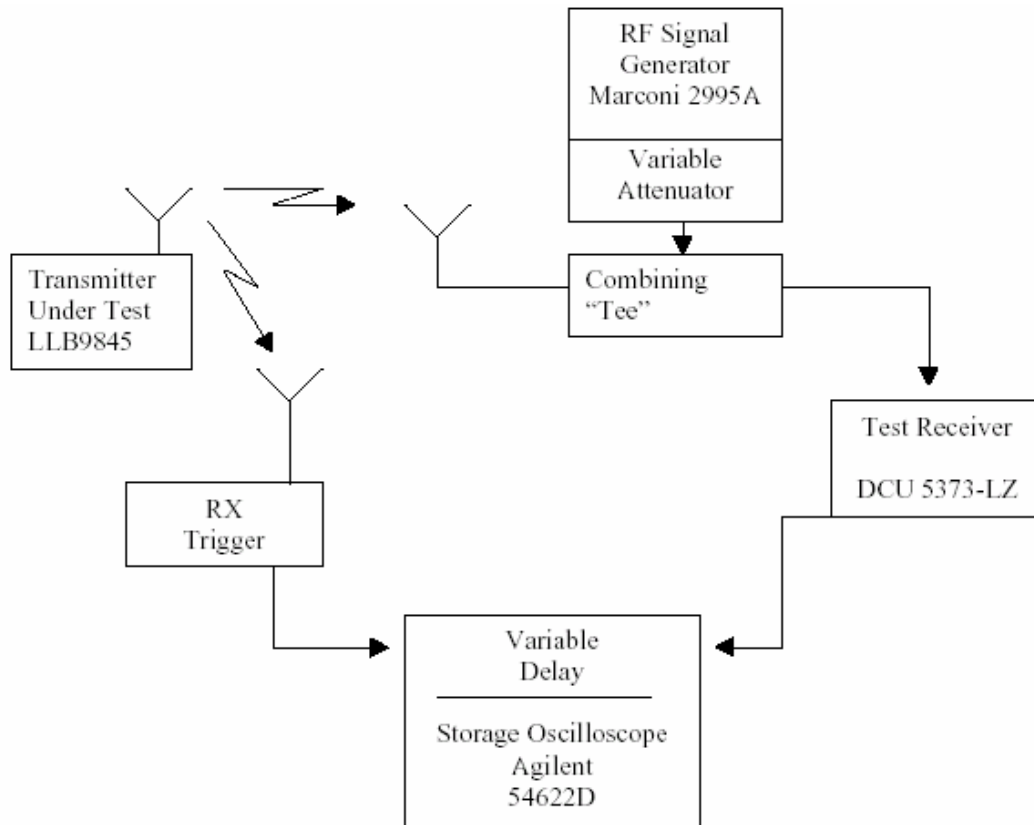 RF Signal
Generator
Marconi 2995A
Variable
Attenuator
Transmitter
Under Test
LLB9845
Combining
“Tee”
Test Receiver
DCU 5373-LZ
RX
Trigger
Variable
Delay
Storage Oscilloscope
Agilent
54622D